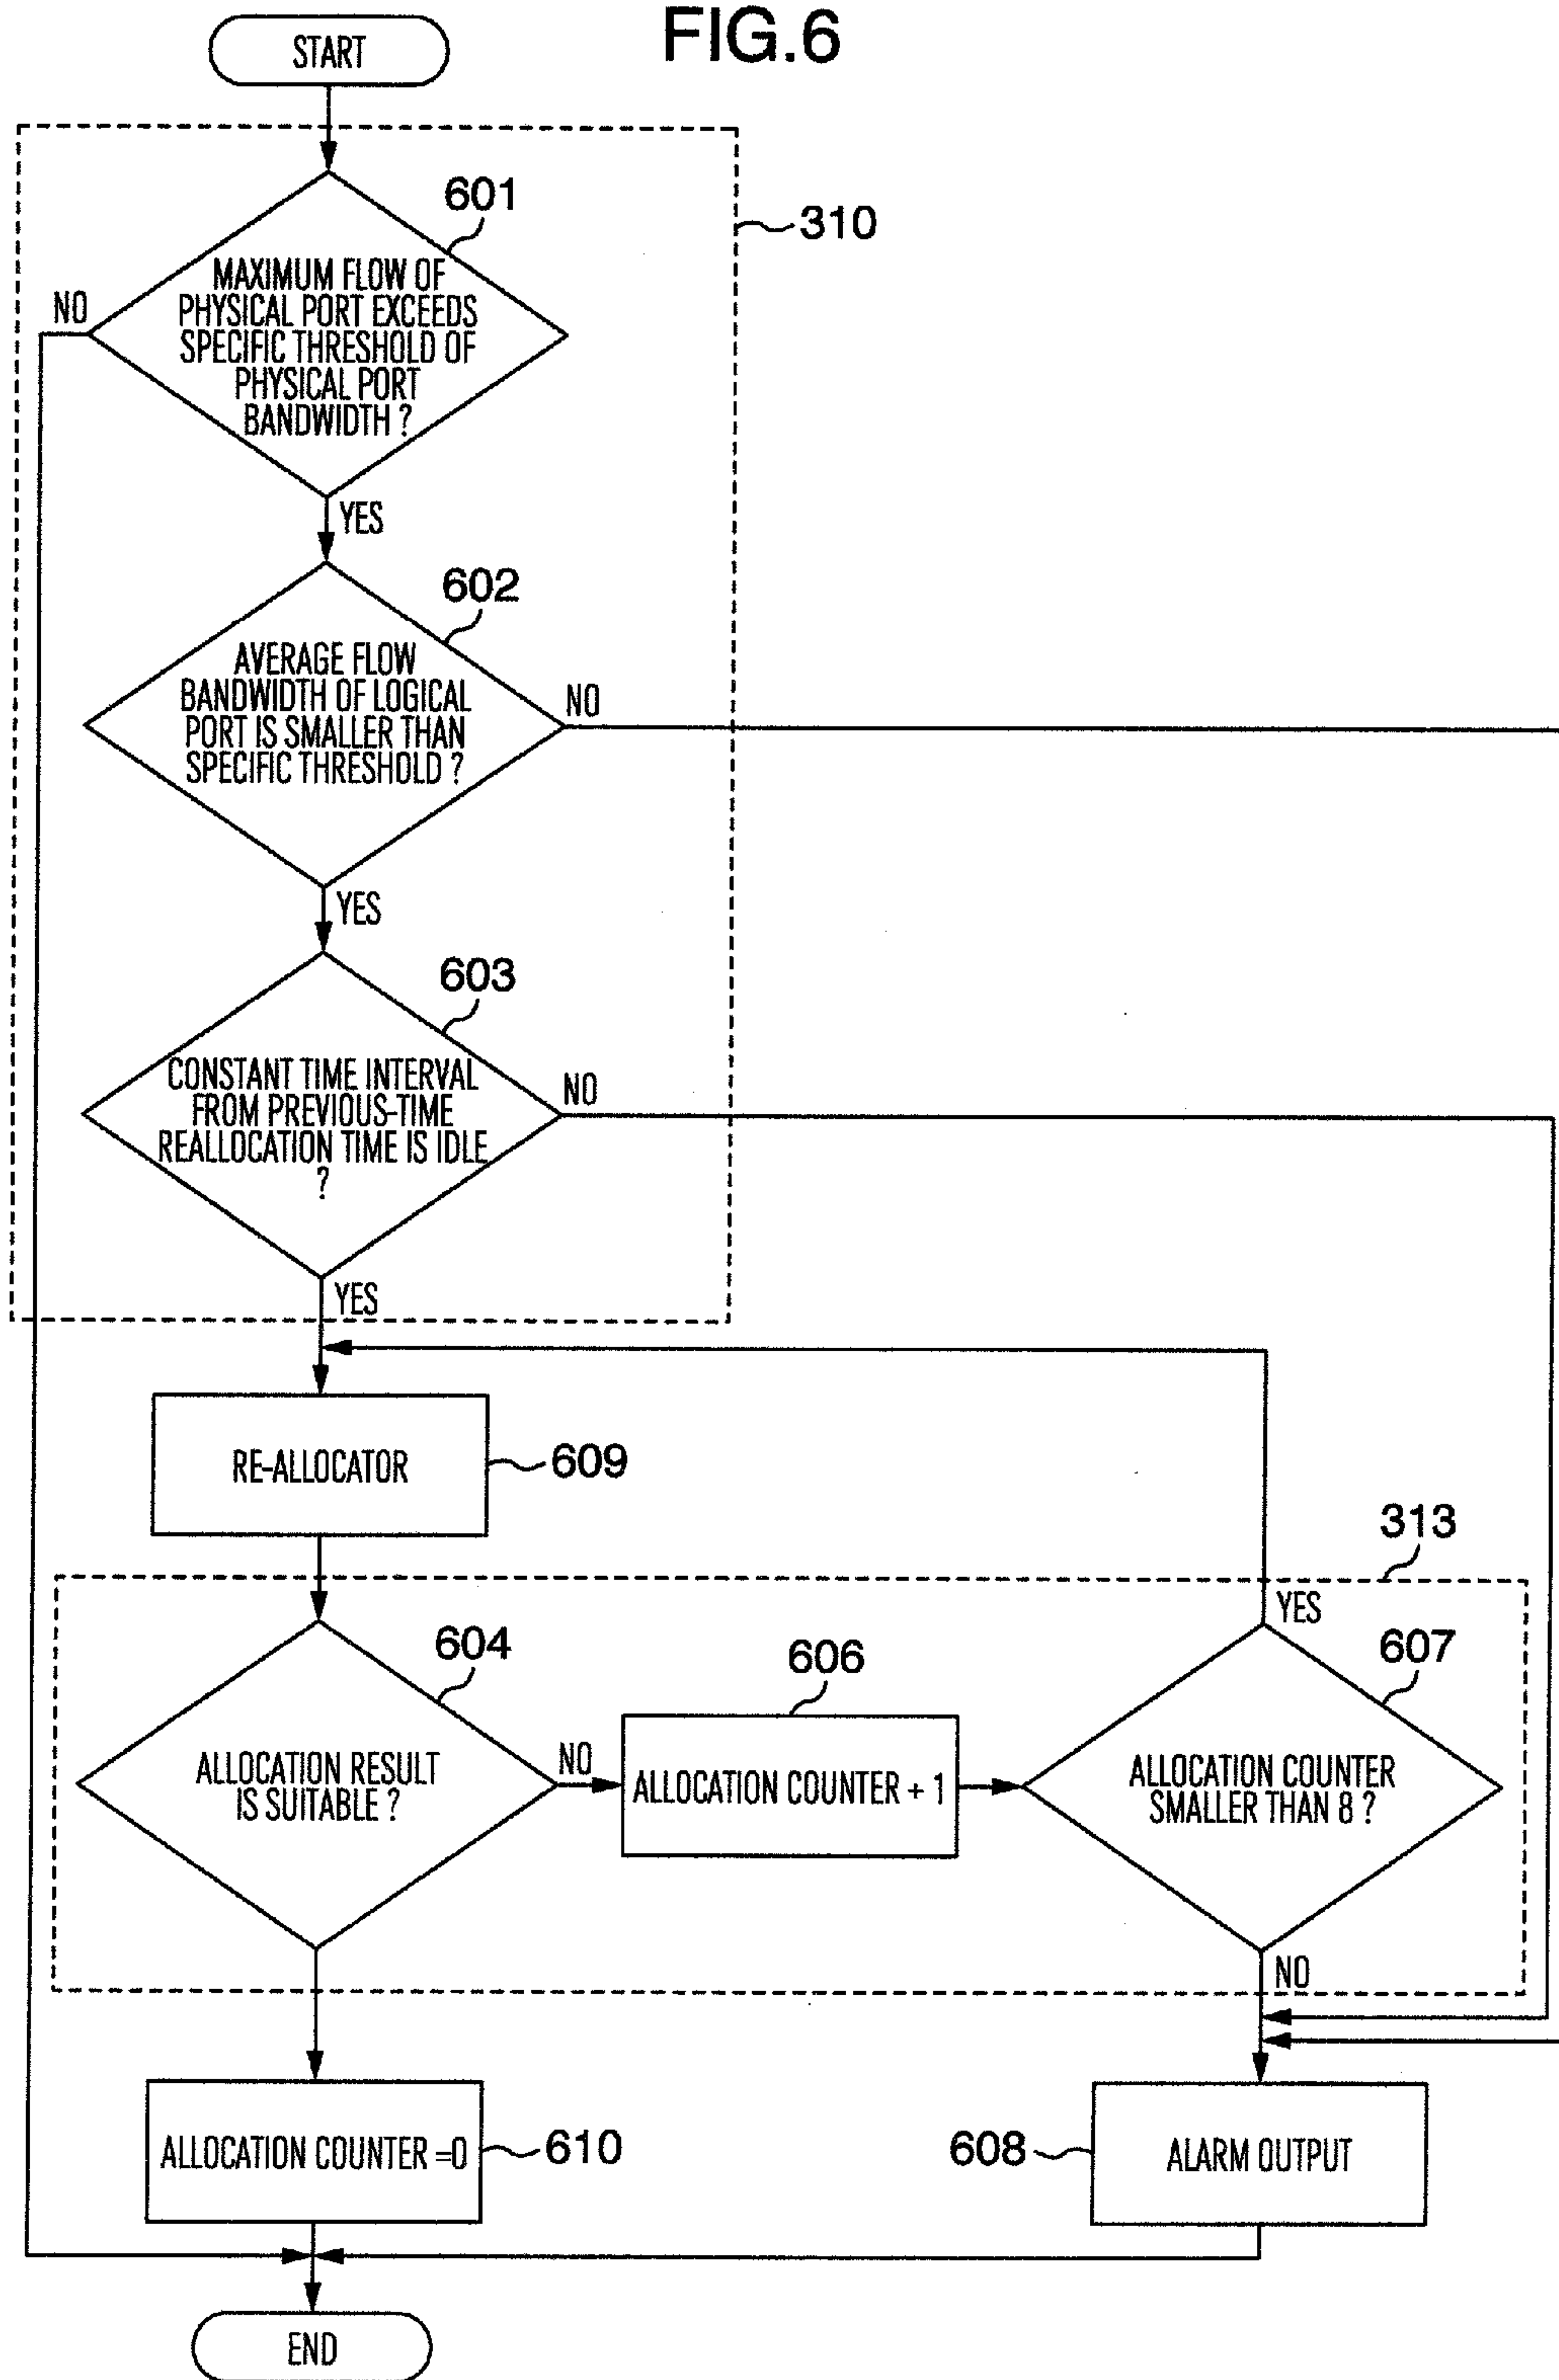 FIG.6
START
601
310
MAXIMUM FLOW OF
PHYSICAL PORT EXCEEDS
SPECIFIC THRESHOLD OF
PHYSICAL PORT
BANDWIDTH ?
NO
YES
602
AVERAGE FLOW
BANDWIDTH OF LOGICAL
PORT IS SMALLER THAN
SPECIFIC THRESHOLD ?
NO
YES
603
CONSTANT TIME INTERVAL
FROM PREVIOUS-TIME
REALLOCATION TIME IS IDLE
?
NO
YES
RE-ALLOCATOR
609
313
604
ALLOCATION RESULT
IS SUITABLE ?
NO
606
ALLOCATION COUNTER + 1
YES
607
ALLOCATION COUNTER
SMALLER THAN 8 ?
NO
ALLOCATION COUNTER =0
610
608
ALARM OUTPUT
END